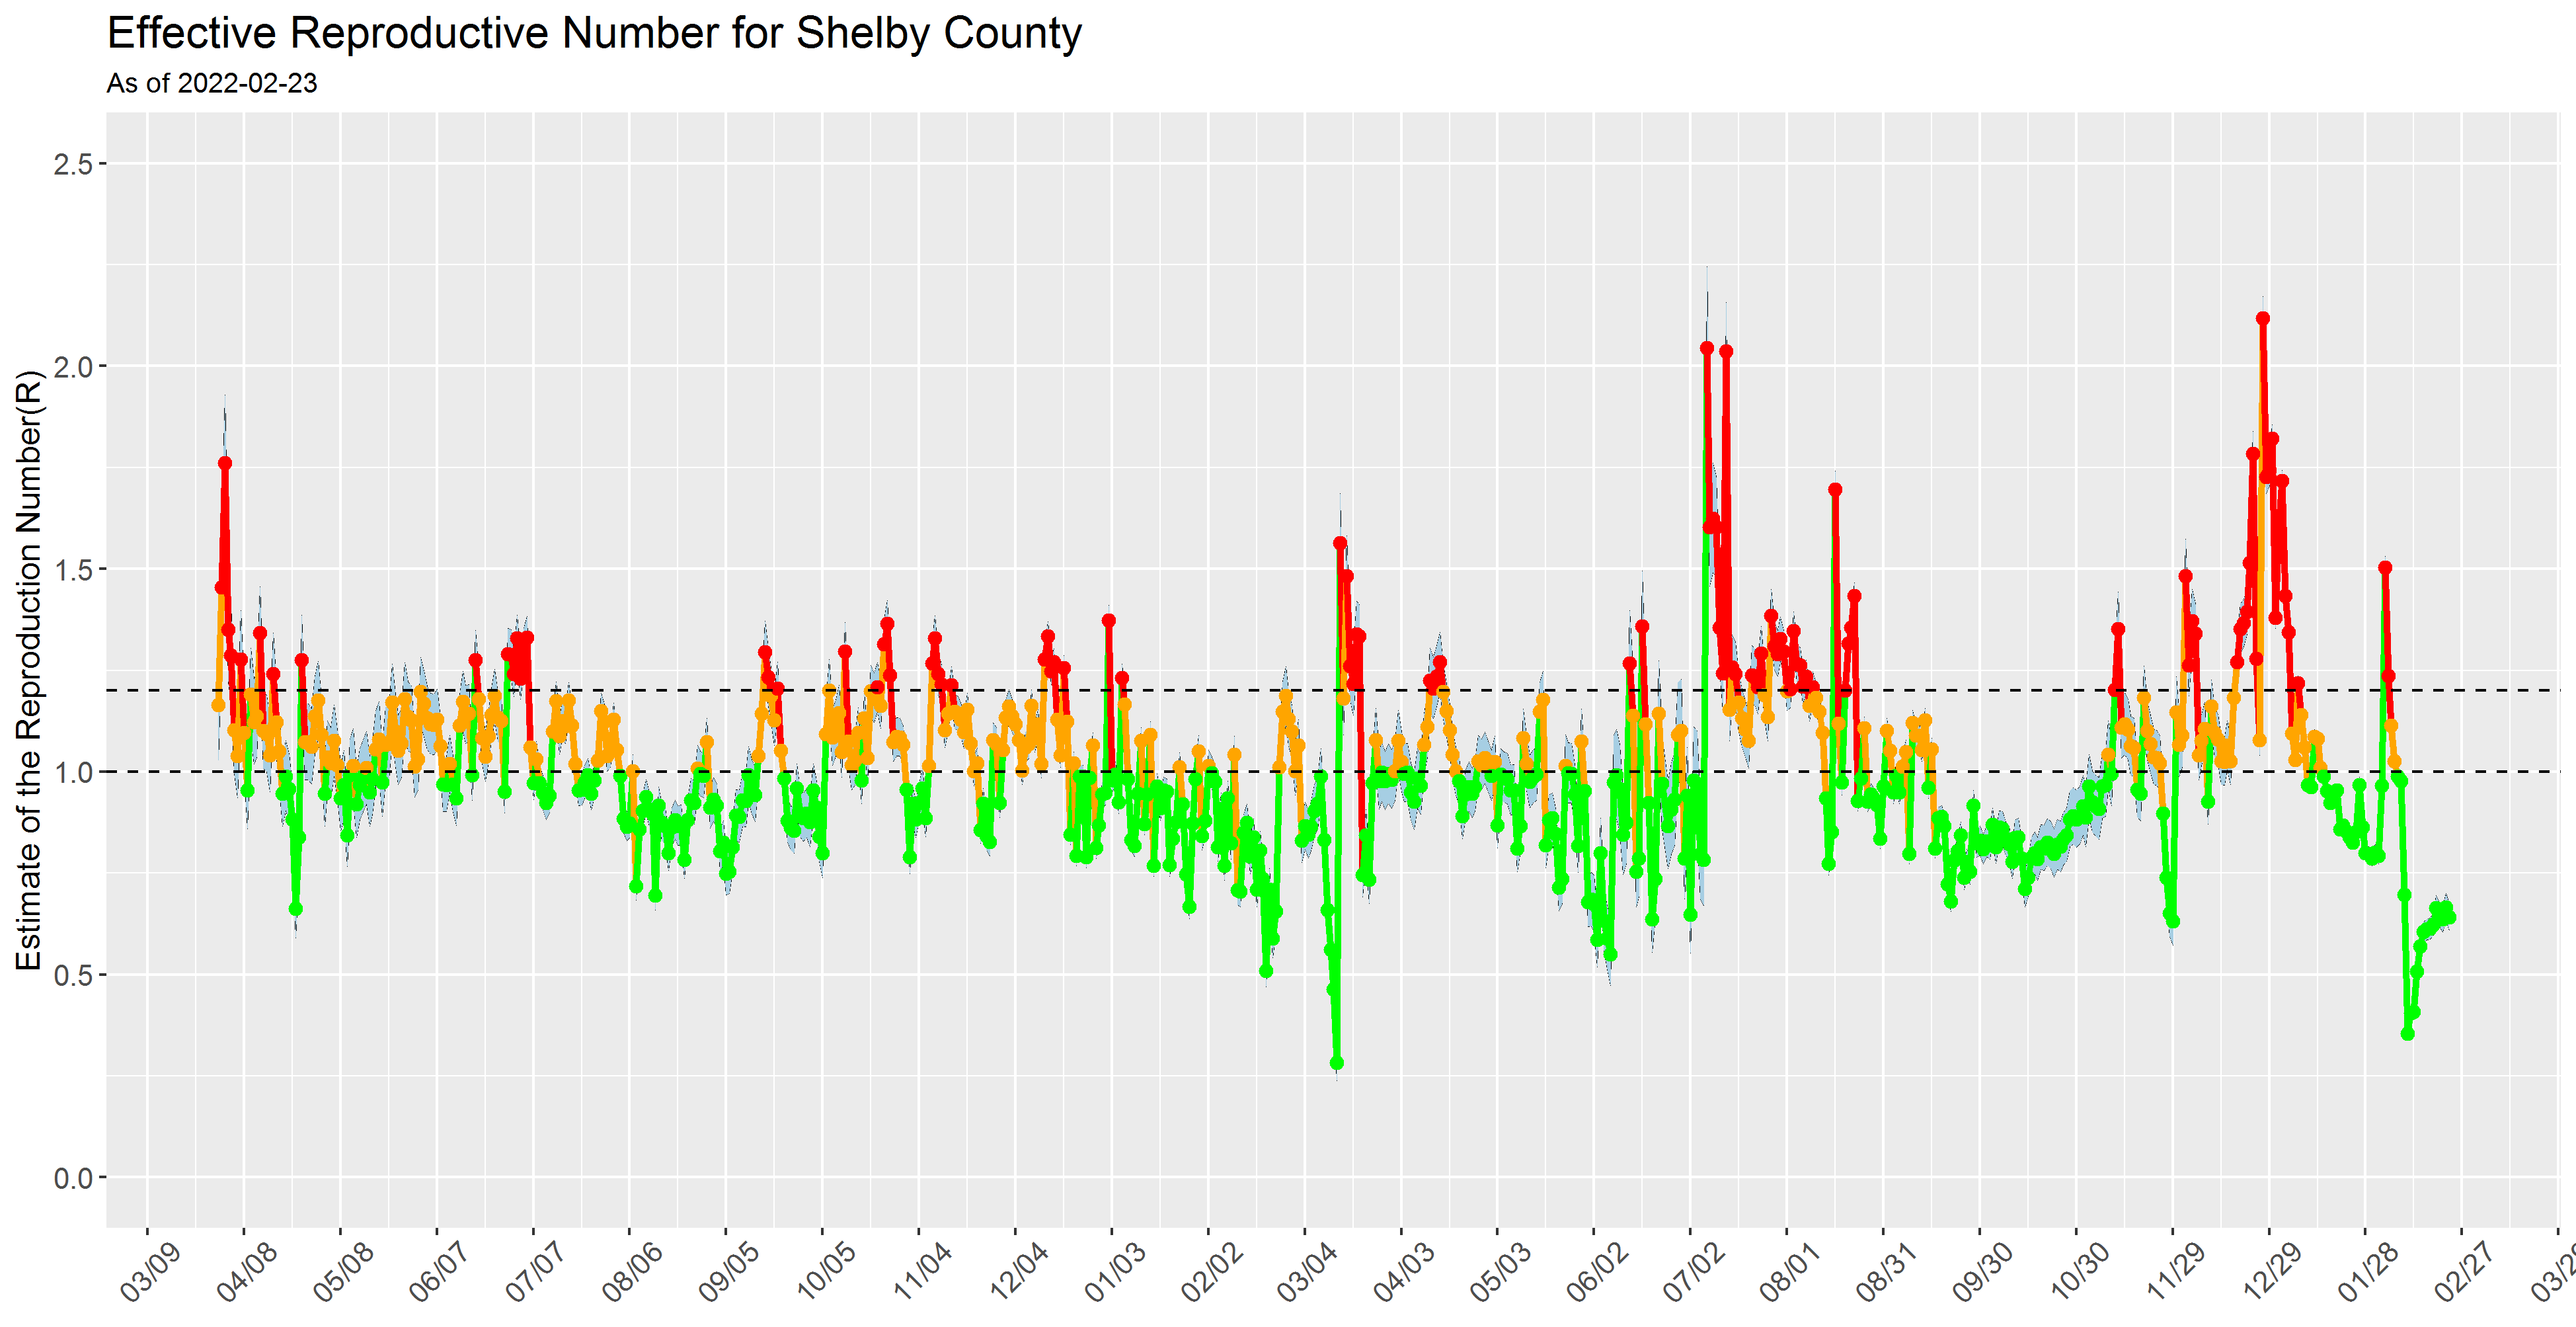 Effective Reproductive Number for Shelby County
As of 2022-02-23
Estimate of the Reproduction Number(R)
2.5
2.0
1.5
1.0
0.5
0.0
03/09 04/08 05/08 06/07 07/07 08/06 09/05 10/05 11/04 12/04 01/03 02/02 03/04 04/03 05/03 06/02 07/02 08/01 08/31 09/30 10/30 11/29 12/29 01/28 02/27